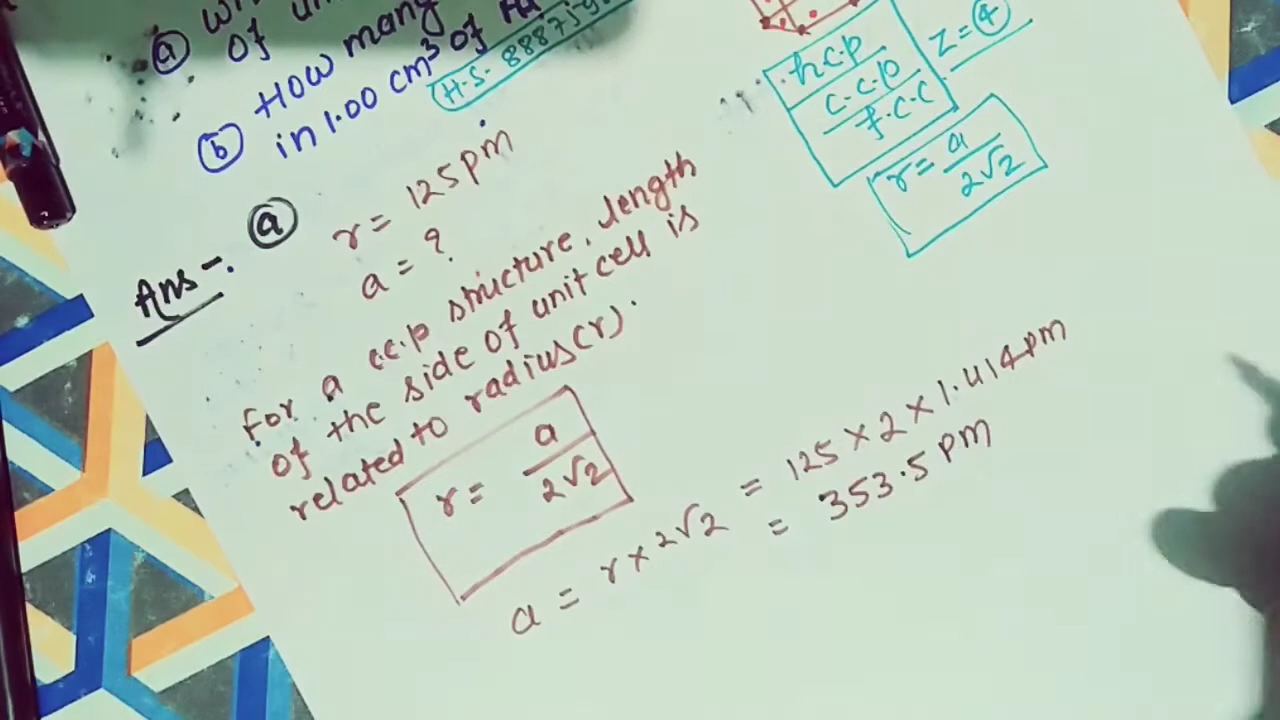 (a)
of
(b) How many
in 1.00 cm³ of
H.S. 88875
h.c.p
c.c.p
f.c.c
Z = 4
r = a / 2√2
Ans -. (a) r = 125 pm
a = ?
For a c.c.p structure, length
of the side of unit cell is
related to radius (r).
r = a / 2√2
a = r × 2√2 = 125 × 2 × 1.414 pm
= 353.5 pm